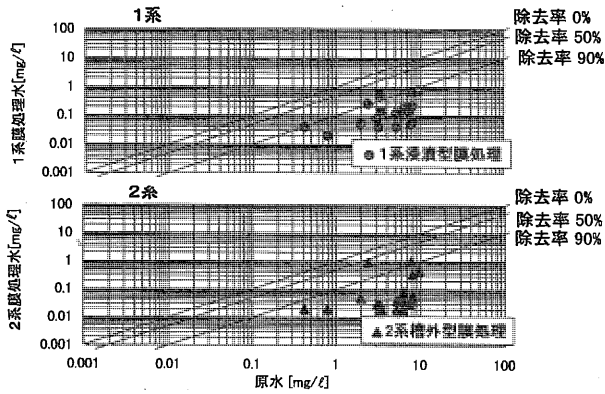 1系
除去率 0%
除去率 50%
除去率 90%
1系膜処理水[mg/ℓ]
100
10
1
0.1
0.01
0.001
1系浸漬型膜処理
2系
除去率 0%
除去率 50%
除去率 90%
2系膜処理水[mg/ℓ]
100
10
1
0.1
0.01
0.001
2系槽外型膜処理
0.001
0.01
0.1
1
10
100
原水 [mg/ℓ]